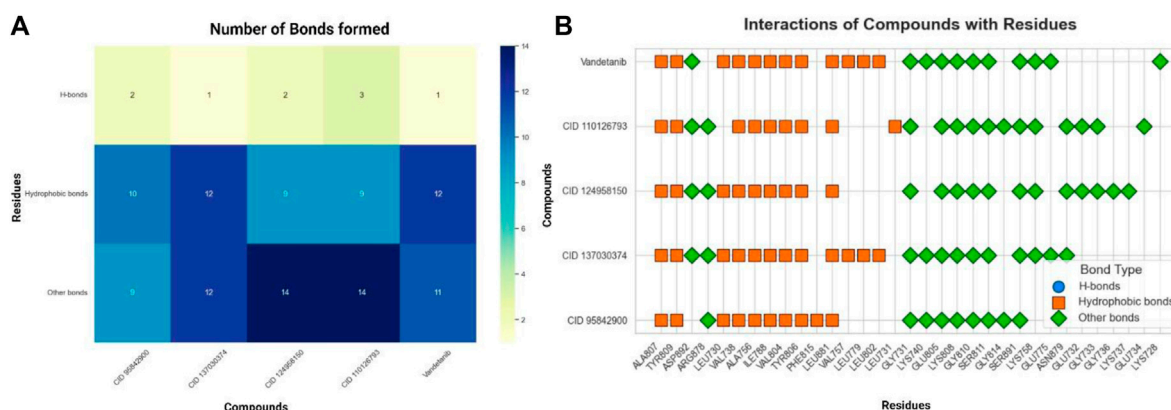 A
Number of Bonds formed
Residues
H-bonds
2 1 2 3 1
Hydrophobic bonds
10 12 9 9 12
Other bonds
9 12 14 14 11
14
12
10
8
6
4
2
CID 95842900
CID 137030374
CID 124958150
CID 110126793
Vandetanib
Compounds
B
Interactions of Compounds with Residues
Compounds
Vandetanib
CID 110126793
CID 124958150
CID 137030374
CID 95842900
Bond Type
H-bonds
Hydrophobic bonds
Other bonds
ALA807
TYR809
ASP892
ARG878
LEU730
VAL738
ALA756
ILE788
VAL804
TYR806
PHE815
LEU881
VAL757
LEU779
LEU802
LEU731
GLY731
LYS740
GLU805
LYS808
GLY810
SER811
GLY814
SER891
LYS758
GLU775
ASN879
GLU732
GLY733
GLY736
LYS737
GLU734
LYS728
Residues